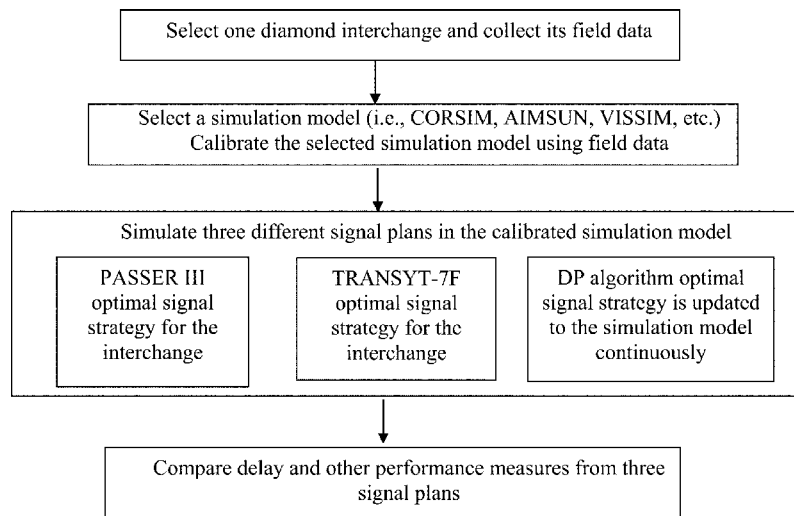 Select one diamond interchange and collect its field data
Select a simulation model (i.e., CORSIM, AIMSUN, VISSIM, etc.)
Calibrate the selected simulation model using field data
Simulate three different signal plans in the calibrated simulation model
PASSER III
optimal signal
strategy for the
interchange
TRANSYT-7F
optimal signal
strategy for the
interchange
DP algorithm optimal
signal strategy is updated
to the simulation model
continuously
Compare delay and other performance measures from three
signal plans